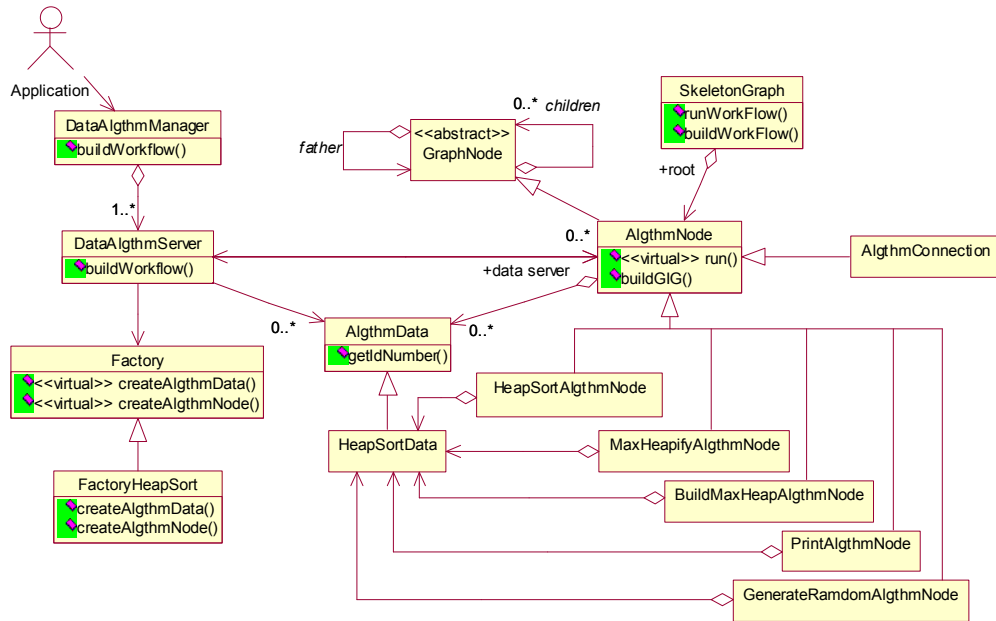 Application
DataAlgthmManager
buildWorkflow()
1..*
DataAlgthmServer
buildWorkflow()
Factory
<<virtual>> createAlgthmData()
<<virtual>> createAlgthmNode()
FactoryHeapSort
createAlgthmData()
createAlgthmNode()
father
<<abstract>>
GraphNode
0..* children
SkeletonGraph
runWorkFlow()
buildWorkFlow()
+root
0..*
AlgthmNode
<<virtual>> run()
buildGIG()
+data server
AlgthmConnection
0..*
0..*
AlgthmData
getIdNumber()
HeapSortAlgthmNode
HeapSortData
MaxHeapifyAlgthmNode
BuildMaxHeapAlgthmNode
PrintAlgthmNode
GenerateRamdomAlgthmNode